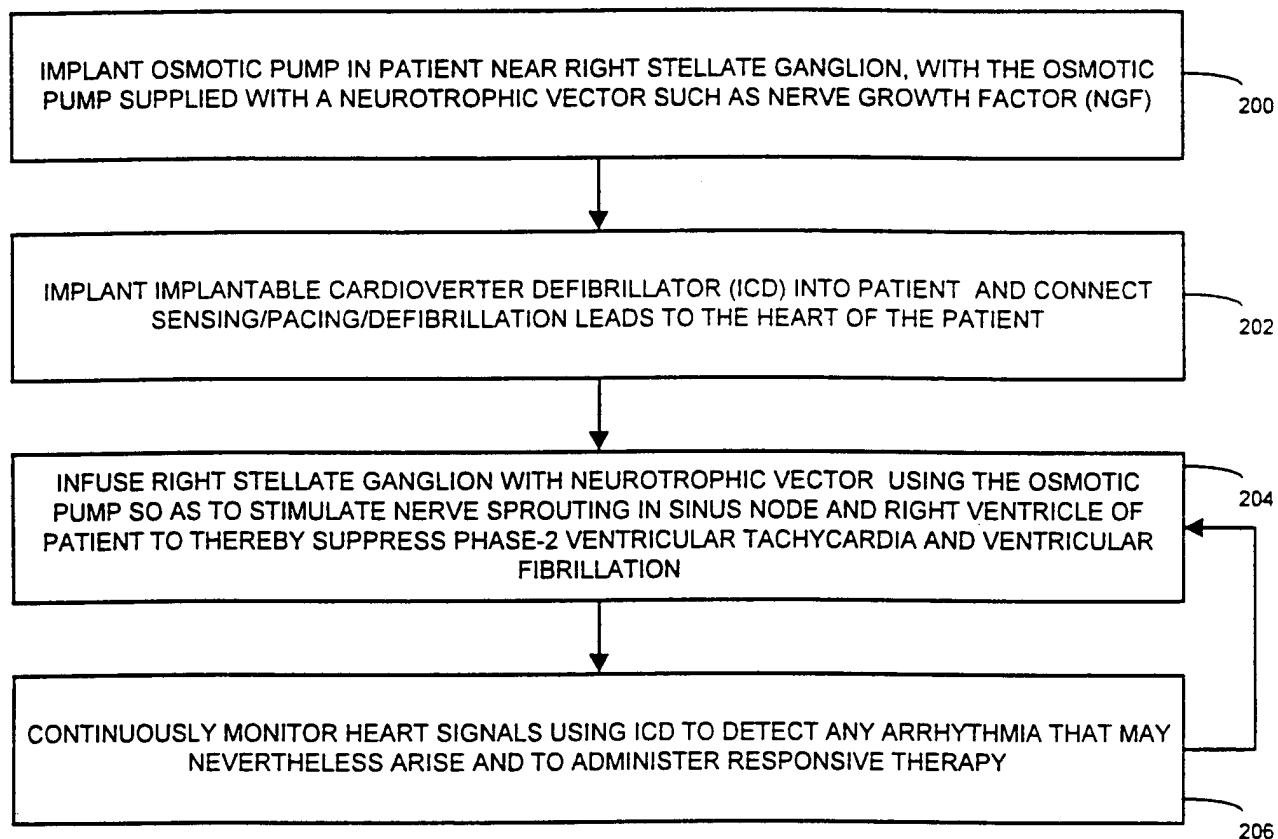 IMPLANT OSMOTIC PUMP IN PATIENT NEAR RIGHT STELLATE GANGLION, WITH THE OSMOTIC
PUMP SUPPLIED WITH A NEUROTROPHIC VECTOR SUCH AS NERVE GROWTH FACTOR (NGF)
200
IMPLANT IMPLANTABLE CARDIOVERTER DEFIBRILLATOR (ICD) INTO PATIENT AND CONNECT
SENSING/PACING/DEFIBRILLATION LEADS TO THE HEART OF THE PATIENT
202
INFUSE RIGHT STELLATE GANGLION WITH NEUROTROPHIC VECTOR USING THE OSMOTIC
PUMP SO AS TO STIMULATE NERVE SPROUTING IN SINUS NODE AND RIGHT VENTRICLE OF
PATIENT TO THEREBY SUPPRESS PHASE-2 VENTRICULAR TACHYCARDIA AND VENTRICULAR
FIBRILLATION
204
CONTINUOUSLY MONITOR HEART SIGNALS USING ICD TO DETECT ANY ARRHYTHMIA THAT MAY
NEVERTHELESS ARISE AND TO ADMINISTER RESPONSIVE THERAPY
206